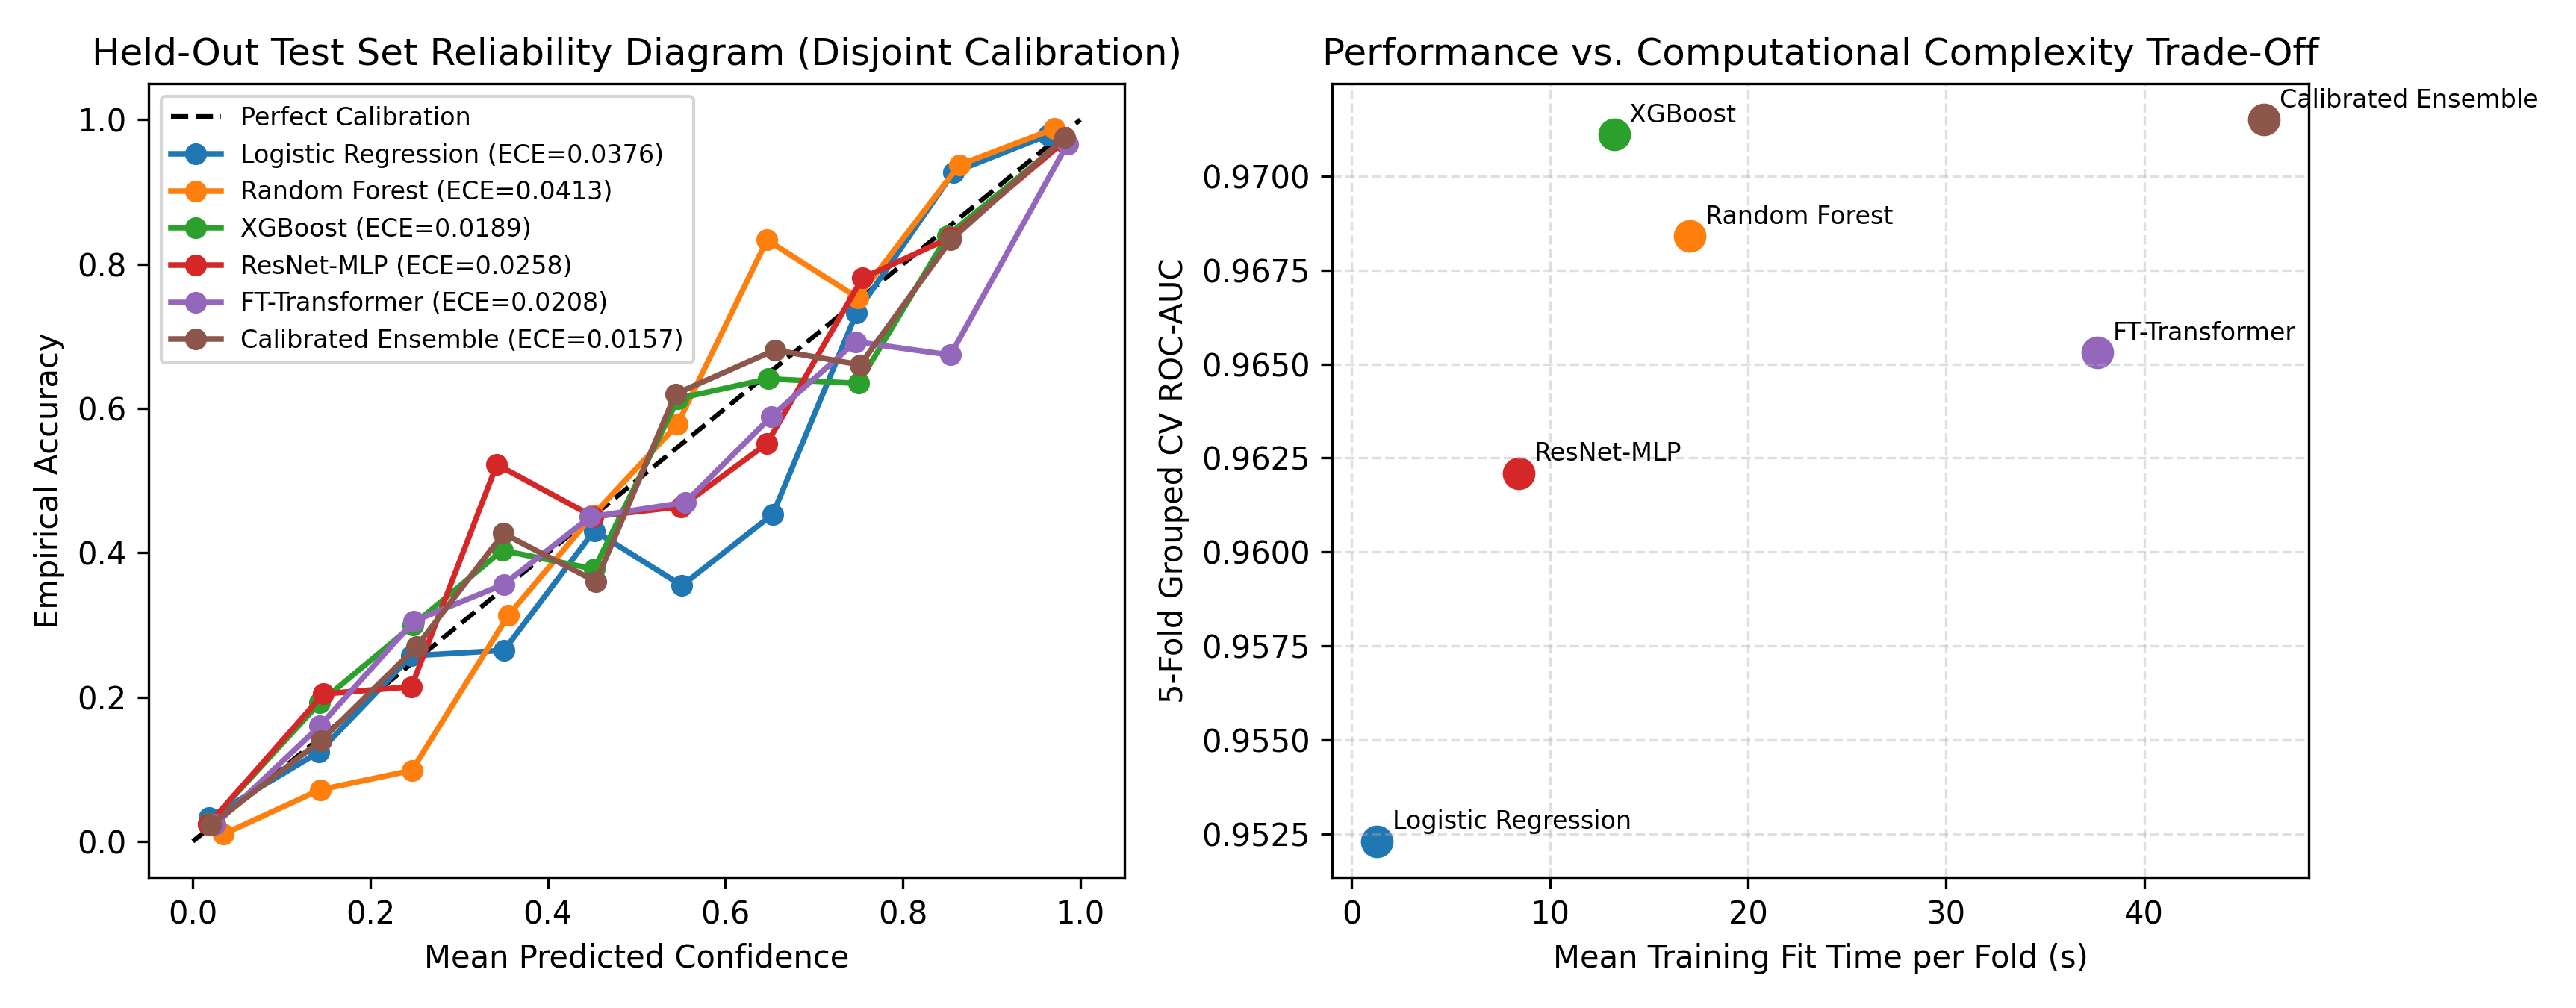 Held-Out Test Set Reliability Diagram (Disjoint Calibration)
Perfect Calibration
Logistic Regression (ECE=0.0376)
Random Forest (ECE=0.0413)
XGBoost (ECE=0.0189)
ResNet-MLP (ECE=0.0258)
FT-Transformer (ECE=0.0208)
Calibrated Ensemble (ECE=0.0157)
Empirical Accuracy
1.0
0.8
0.6
0.4
0.2
0.0
0.0 0.2 0.4 0.6 0.8 1.0
Mean Predicted Confidence
Performance vs. Computational Complexity Trade-Off
Calibrated Ensemble
XGBoost
Random Forest
FT-Transformer
ResNet-MLP
Logistic Regression
5-Fold Grouped CV ROC-AUC
0.9700
0.9675
0.9650
0.9625
0.9600
0.9575
0.9550
0.9525
0 10 20 30 40
Mean Training Fit Time per Fold (s)